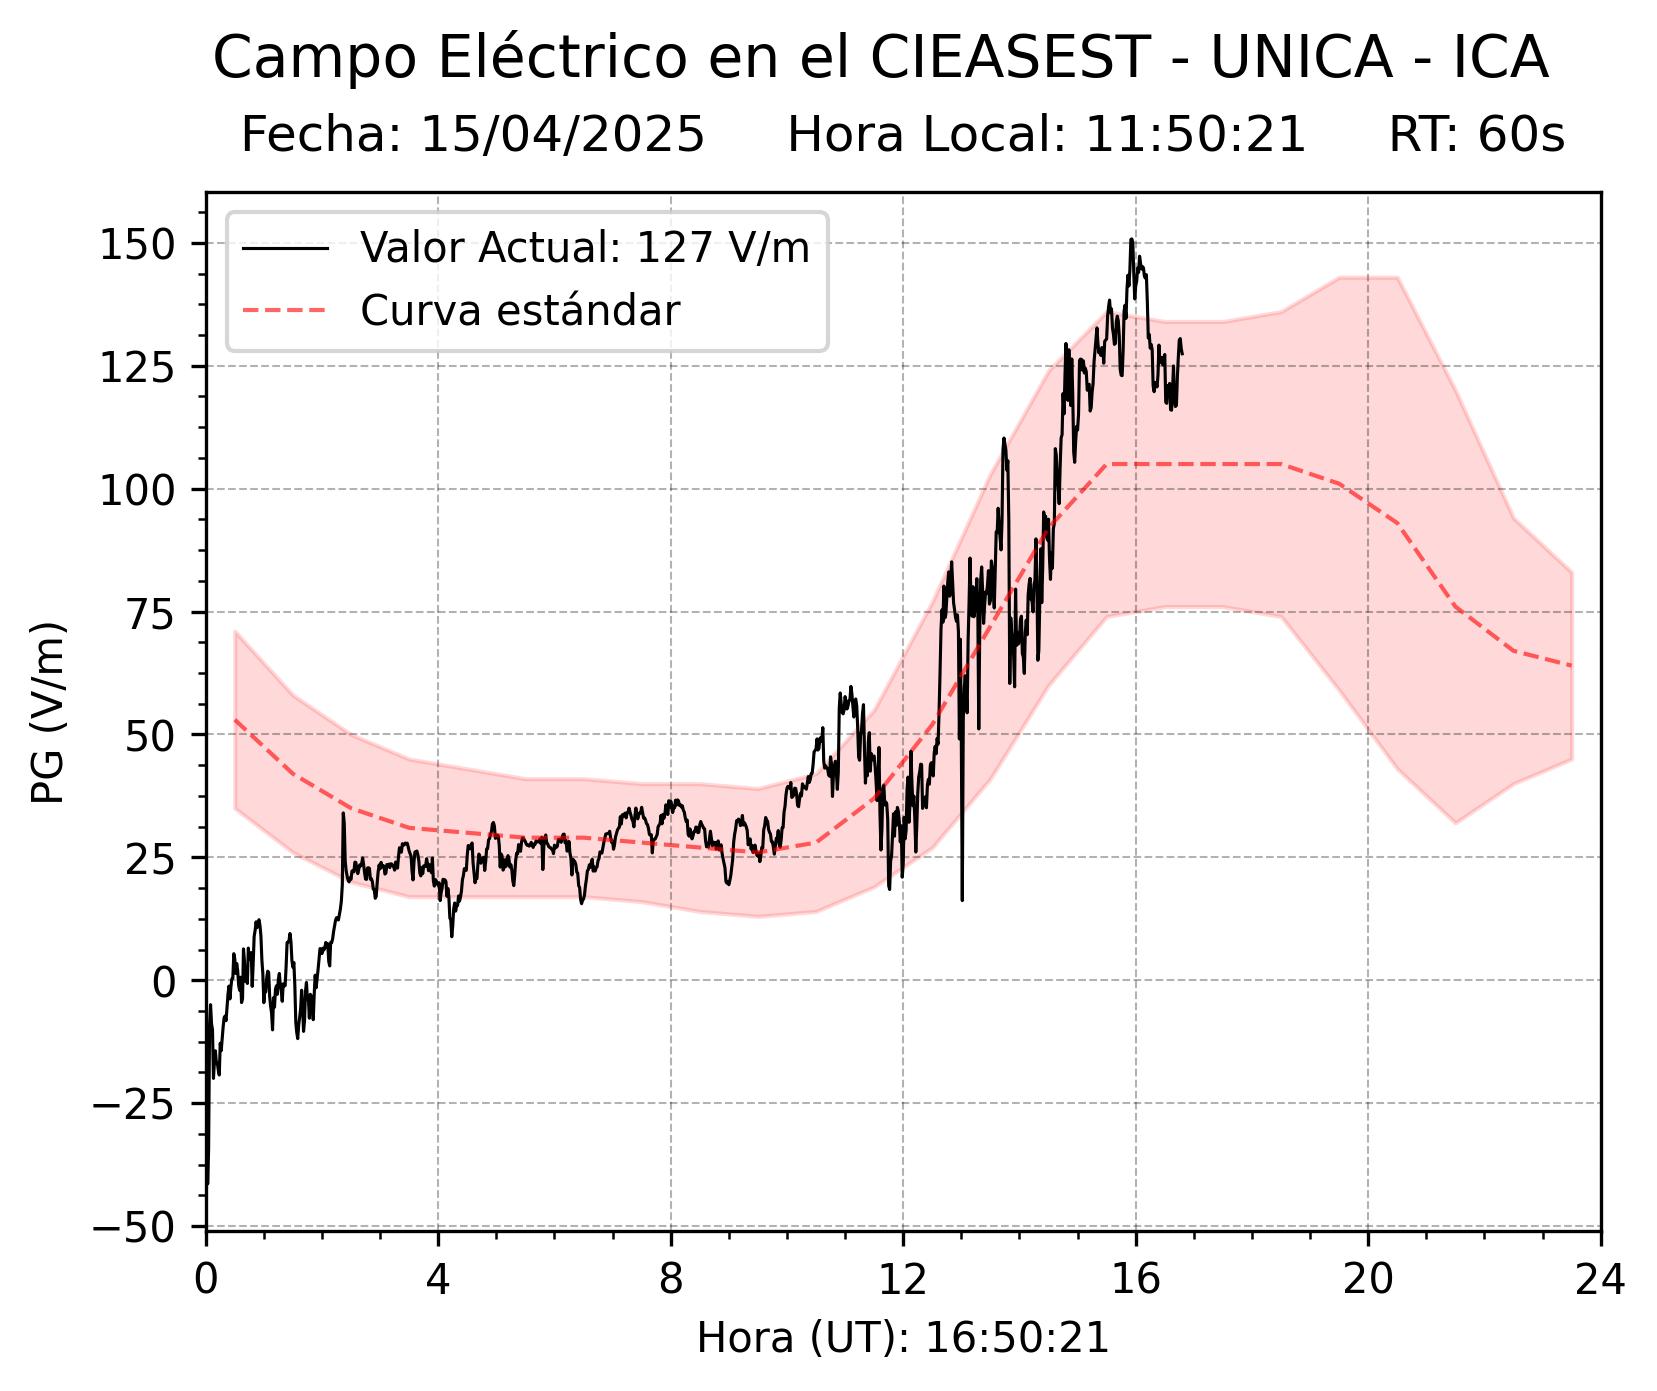 Campo Eléctrico en el CIEASEST - UNICA - ICA
Fecha: 15/04/2025 Hora Local: 11:50:21 RT: 60s
Valor Actual: 127 V/m
Curva estándar
PG (V/m)
150
125
100
75
50
25
0
−25
−50
0 4 8 12 16 20 24
Hora (UT): 16:50:21